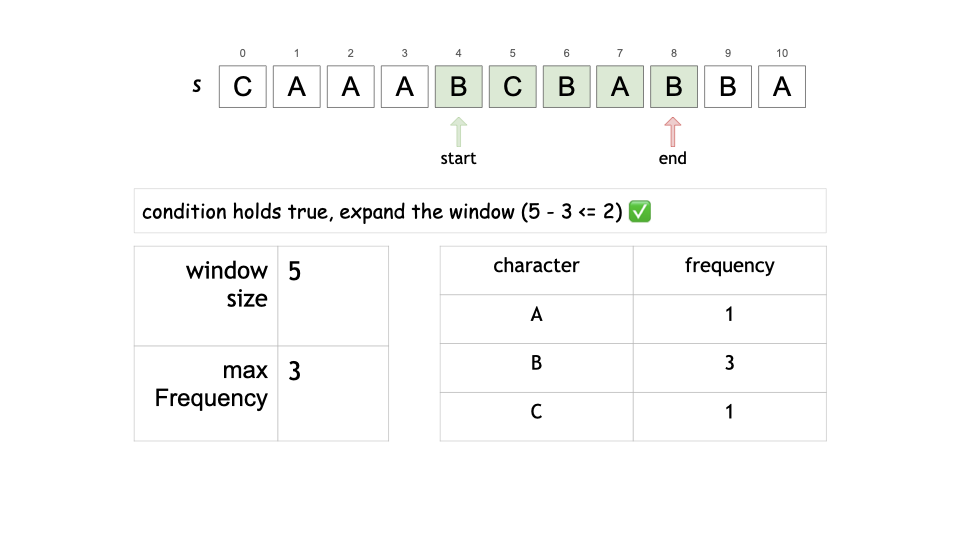 0 1 2 3 4 5 6 7 8 9 10
s C A A A B C B A B B A
start end
condition holds true, expand the window (5 - 3 <= 2) ✅
window size 5
max Frequency 3
character frequency
A 1
B 3
C 1